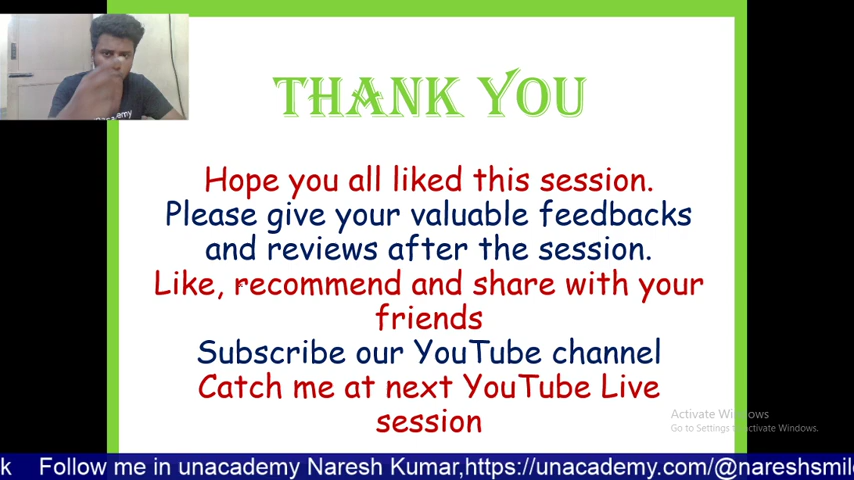 THANK YOU
Hope you all liked this session.
Please give your valuable feedbacks
and reviews after the session.
Like, recommend and share with your
friends
Subscribe our YouTube channel
Catch me at next YouTube Live
session
Activate Windows
Go to Settings to activate Windows.
k Follow me in unacademy Naresh Kumar,https://unacademy.com/@nareshsmil